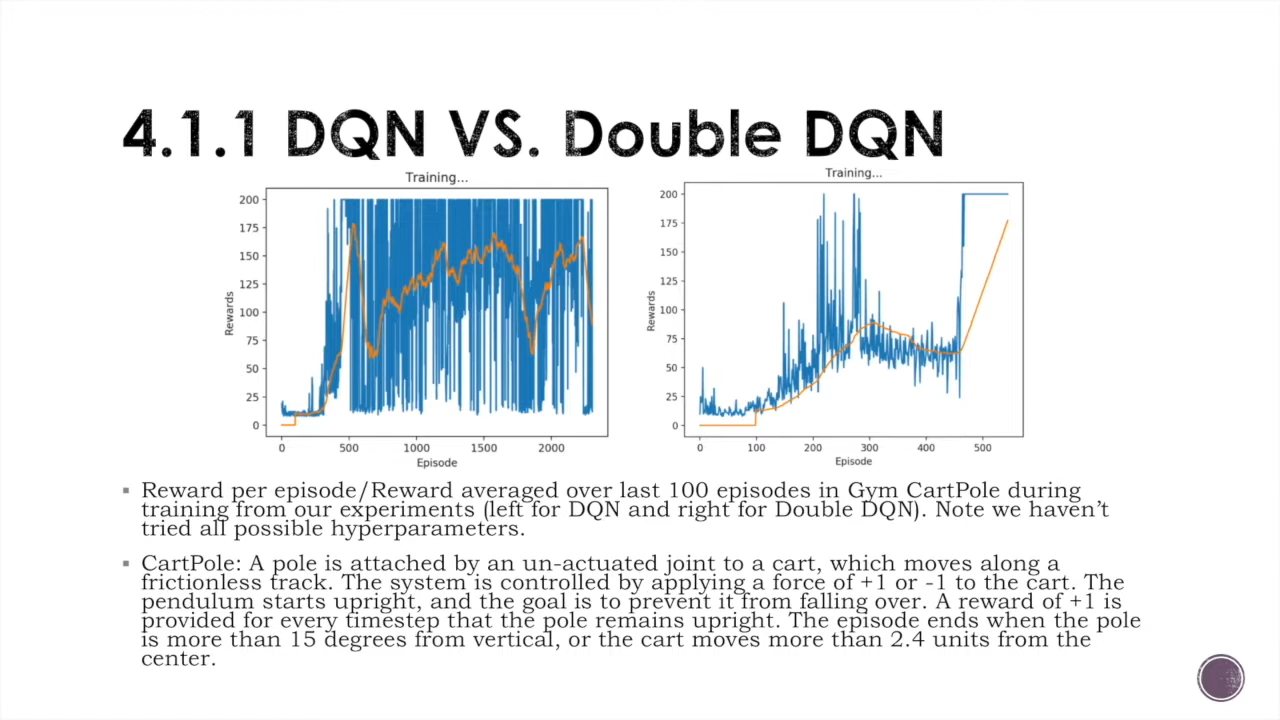 4.1.1 DQN VS. Double DQN
Training...
200
175
150
125
100
75
50
25
0
Rewards
0 500 1000 1500 2000
Episode
Training...
200
175
150
125
100
75
50
25
0
Rewards
0 100 200 300 400 500
Episode
▪ Reward per episode/Reward averaged over last 100 episodes in Gym CartPole during
training from our experiments (left for DQN and right for Double DQN). Note we haven’t
tried all possible hyperparameters.
▪ CartPole: A pole is attached by an un-actuated joint to a cart, which moves along a
frictionless track. The system is controlled by applying a force of +1 or -1 to the cart. The
pendulum starts upright, and the goal is to prevent it from falling over. A reward of +1 is
provided for every timestep that the pole remains upright. The episode ends when the pole
is more than 15 degrees from vertical, or the cart moves more than 2.4 units from the
center.